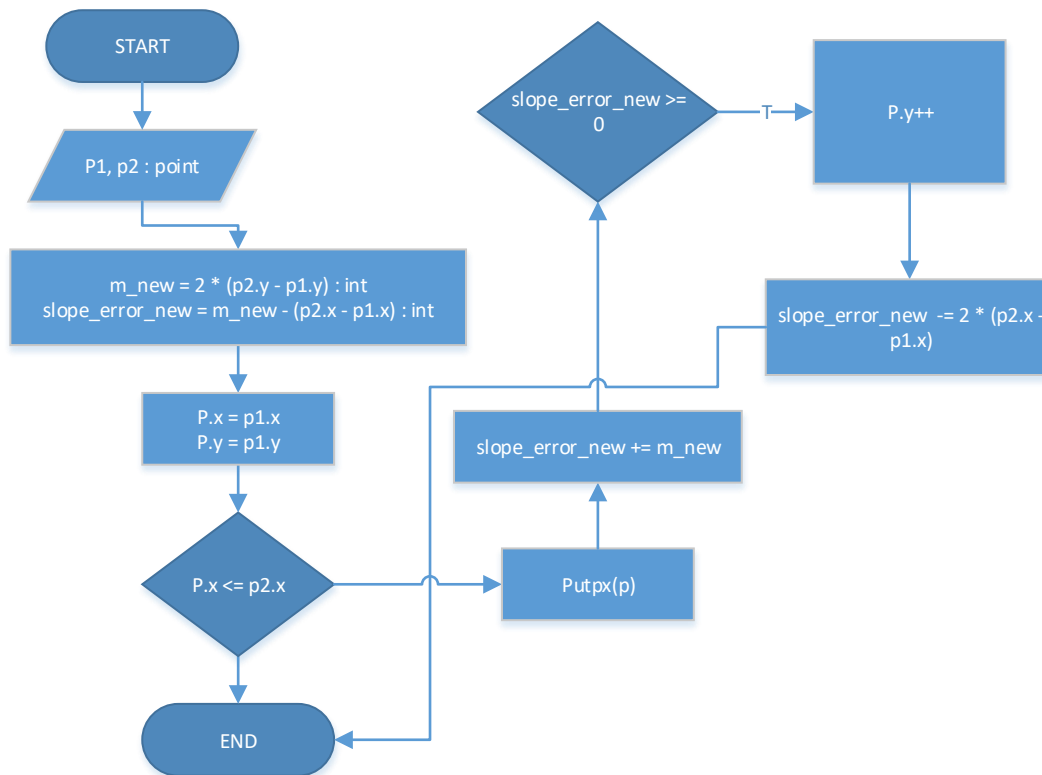 START
P1, p2 : point
m_new = 2 * (p2.y - p1.y) : int
slope_error_new = m_new - (p2.x - p1.x) : int
P.x = p1.x
P.y = p1.y
P.x <= p2.x
END
Putpx(p)
slope_error_new += m_new
slope_error_new >=
0
T
P.y++
slope_error_new -= 2 * (p2.x -
p1.x)